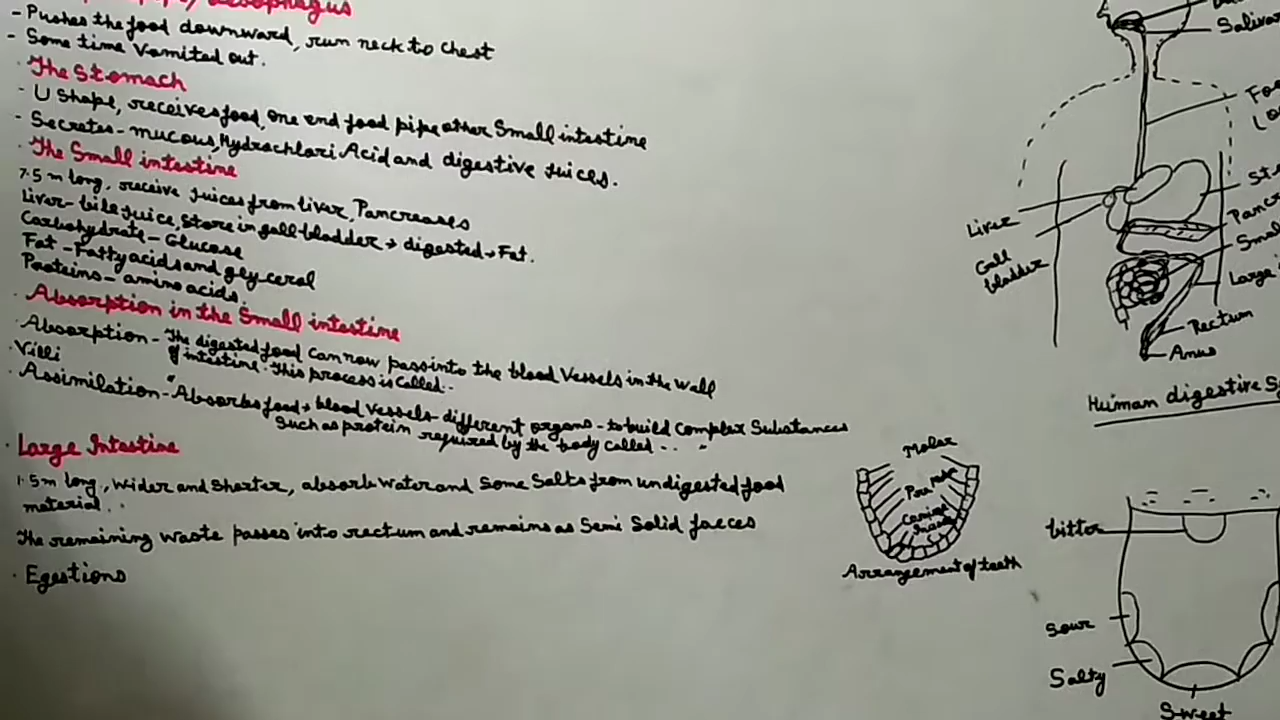 Oesophagus
- Pushes the food downward, run neck to chest
- Some time vomited out.
· The Stomach
- U shape, receives food, one end food pipe other small intestine
- Secretes - mucous, Hydrochlori Acid and digestive juices.
· The Small intestine
7.5 m long, receive juices from liver, Pancreases
Liver - bile juice, store in gall bladder → digested → Fat.
Carbohydrate - Glucose
Fat - Fatty acids and glyceral
Proteins - amino acids.
· Absorption in the Small intestine
· Absorption - The digested food can now pass into the blood vessels in the wall
of intestine. This process is called..
· Villi
· Assimilation - "Absorbs food → blood vessels - different organs - to build complex substances
such as protein required by the body called.. "
· Large Intestine
1.5m long, wider and shorter, absorb water and some salts from undigested food
material..
The remaining waste passes into rectum and remains as semi solid faeces
· Egestions
Molar
Pre
Canine
Arrangement of teeth
Liver
Gall
bladder
Rectum
Anus
Large
Human digestive S
bitter
Sour
Salty
Sweet